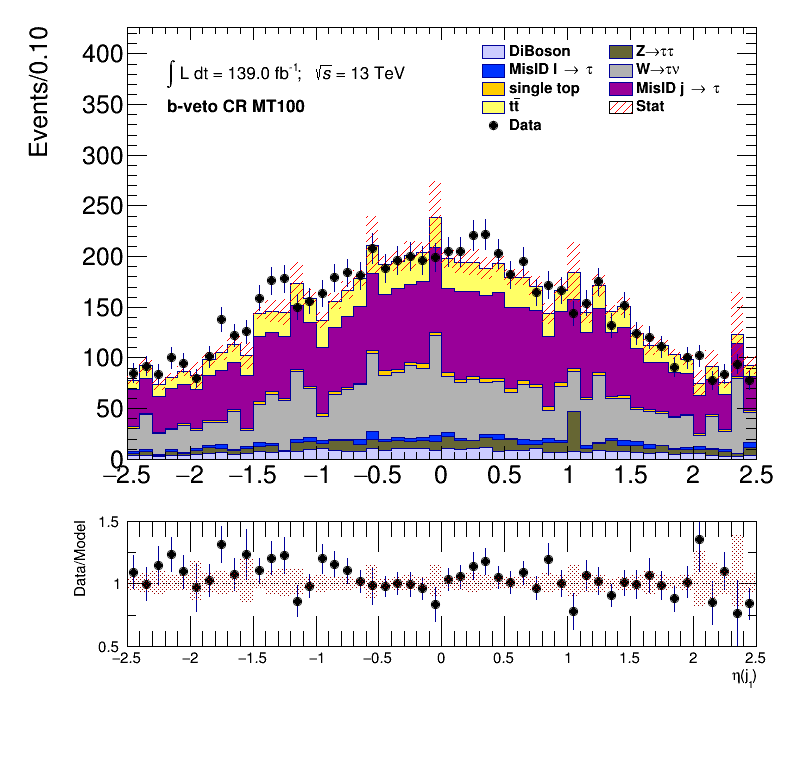 Events/0.10
400
350
300
250
200
150
100
50
0
∫ L dt = 139.0 fb⁻¹; √s = 13 TeV
b-veto CR MT100
DiBoson
MisID l → τ
single top
tt̄
Data
Z→ττ
W→τν
MisID j → τ
Stat
−2.5 −2 −1.5 −1 −0.5 0 0.5 1 1.5 2 2.5
Data/Model
1.5
1
0.5
−2.5 −2 −1.5 −1 −0.5 0 0.5 1 1.5 2 2.5
η(j₁)